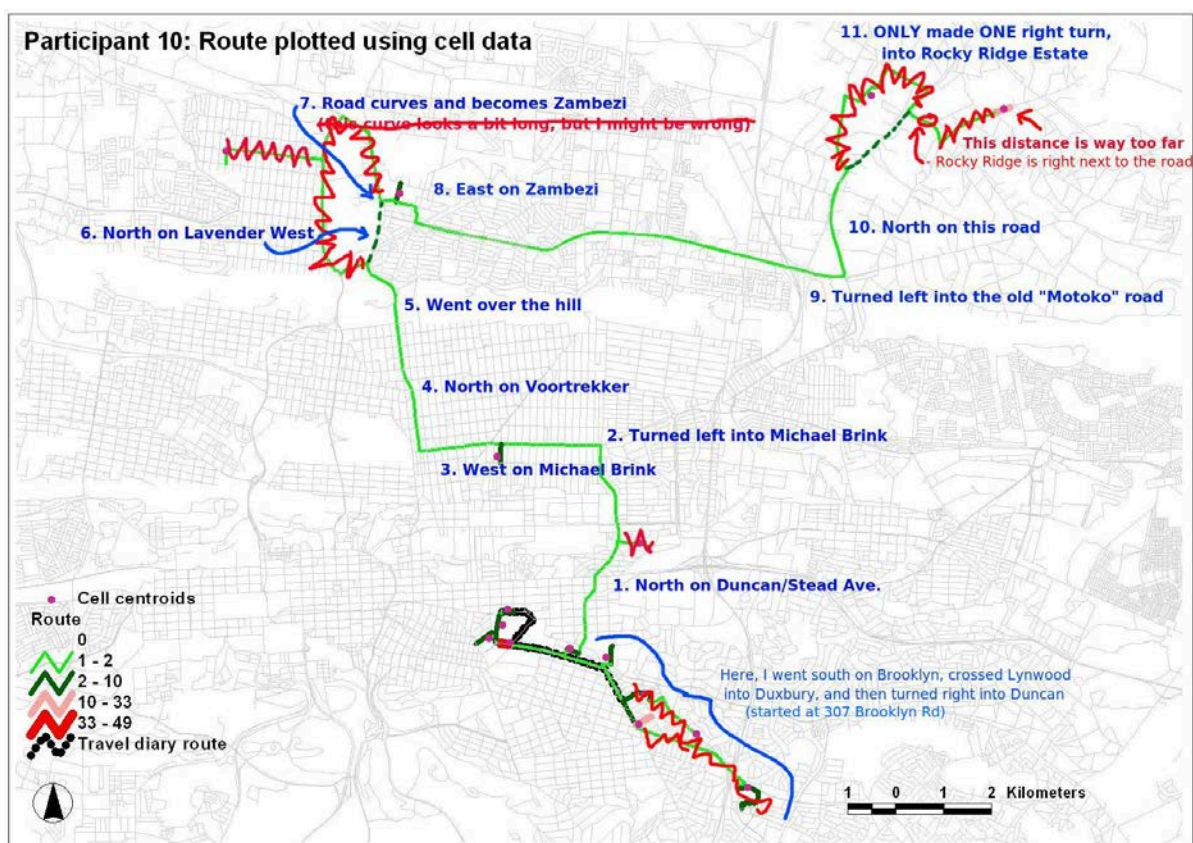 Participant 10: Route plotted using cell data
11. ONLY made ONE right turn,
into Rocky Ridge Estate
7. Road curves and becomes Zambezi
(this curve looks a bit long, but I might be wrong)
This distance is way too far
- Rocky Ridge is right next to the road
8. East on Zambezi
6. North on Lavender West
10. North on this road
9. Turned left into the old "Motoko" road
5. Went over the hill
4. North on Voortrekker
2. Turned left into Michael Brink
3. West on Michael Brink
1. North on Duncan/Stead Ave.
Cell centroids
Route
0
1 - 2
2 - 10
10 - 33
33 - 49
Travel diary route
Here, I went south on Brooklyn, crossed Lynwood
into Duxbury, and then turned right into Duncan
(started at 307 Brooklyn Rd)
1 0 1 2 Kilometers